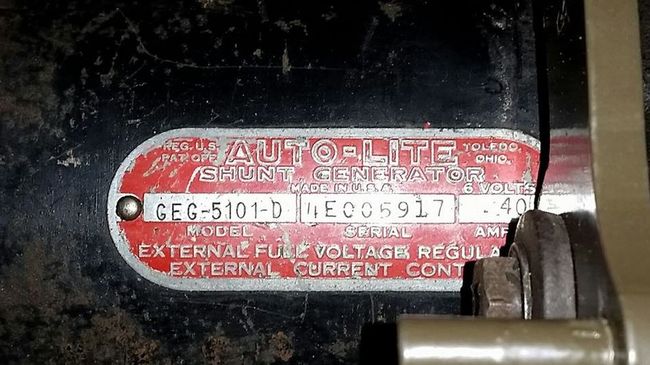 REG. U.S. AUTO-LITE TOLEDO,
PAT. OFF. OHIO.
SHUNT GENERATOR
MADE IN U.S.A. 6 VOLTS
GEG-5101-D 4E005917 40
MODEL SERIAL AMP
EXTERNAL FULL VOLTAGE REGULA
EXTERNAL CURRENT CONT